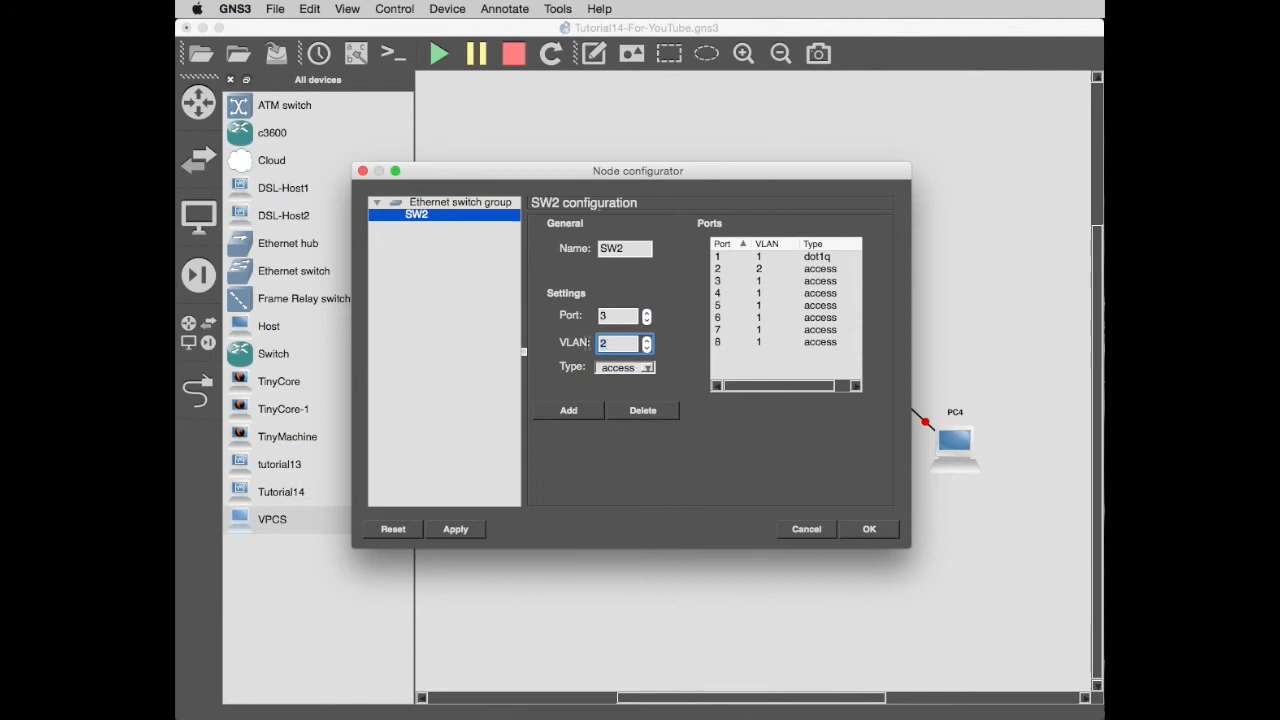 GNS3 File Edit View Control Device Annotate Tools Help
Tutorial14-For-YouTube.gns3
All devices
ATM switch
c3600
Cloud
DSL-Host1
DSL-Host2
Ethernet hub
Ethernet switch
Frame Relay switch
Host
Switch
TinyCore
TinyCore-1
TinyMachine
tutorial13
Tutorial14
VPCS
Node configurator
Ethernet switch group
SW2
SW2 configuration
General
Name: SW2
Settings
Port: 3
VLAN: 2
Type: access
Add Delete
Ports
Port VLAN Type
1 1 dot1q
2 2 access
3 1 access
4 1 access
5 1 access
6 1 access
7 1 access
8 1 access
Reset Apply Cancel OK
PC4